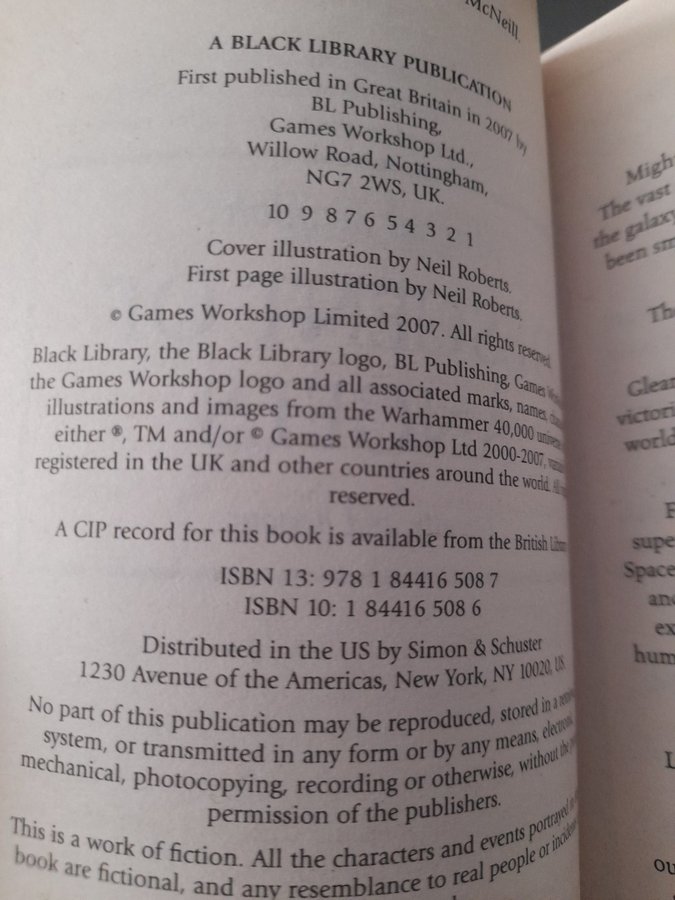 McNeill.
A BLACK LIBRARY PUBLICATION
First published in Great Britain in 2007 by
BL Publishing,
Games Workshop Ltd.,
Willow Road, Nottingham,
NG7 2WS, UK.
10 9 8 7 6 5 4 3 2 1
Cover illustration by Neil Roberts.
First page illustration by Neil Roberts.
© Games Workshop Limited 2007. All rights reserved.
Black Library, the Black Library logo, BL Publishing, Games
the Games Workshop logo and all associated marks, names,
illustrations and images from the Warhammer 40,000 universe
either ®, TM and/or © Games Workshop Ltd 2000-2007,
registered in the UK and other countries around the world. All
reserved.
A CIP record for this book is available from the British
ISBN 13: 978 1 84416 508 7
ISBN 10: 1 84416 508 6
Distributed in the US by Simon & Schuster
1230 Avenue of the Americas, New York, NY 10020, US
No part of this publication may be reproduced, stored in a
system, or transmitted in any form or by any means,
mechanical, photocopying, recording or otherwise, without the
permission of the publishers.
This is a work of fiction. All the characters and events portrayed in
book are fictional, and any resemblance to real people or
Migh
The vast
the galaxy
been sm
Th
Glea
victori
world
F
supe
Space
an
ex
hum
L
ou